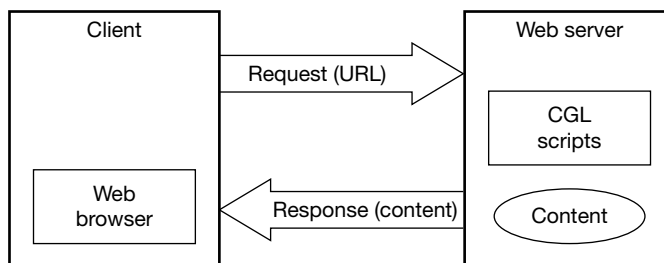 Client
Web server
Request (URL)
CGL
scripts
Web
browser
Response (content)
Content